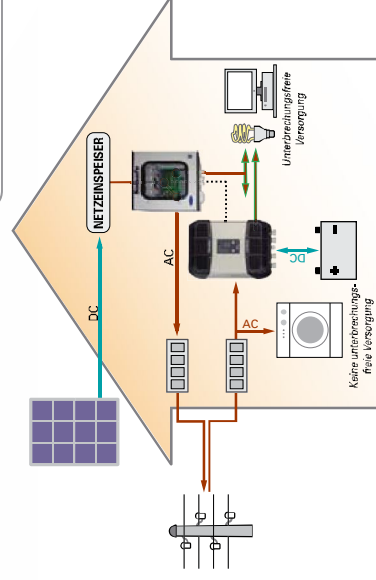 DC
NETZEINSPEISER
AC
Unterbrechungsfreie
Versorgung
DC
AC
Keine unterbrechungs-
freie Versorgung